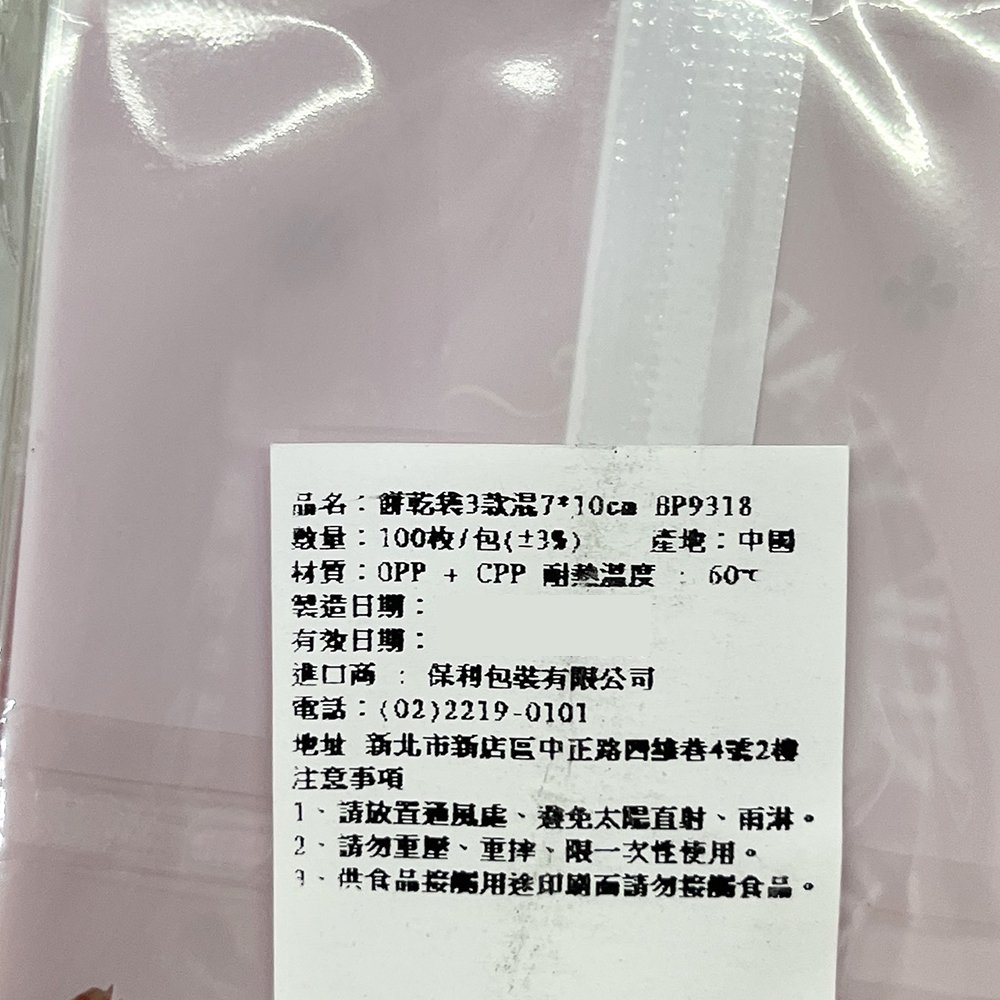 品名：餅乾袋3款混7*10cm BP9318
數量：100枚/包(±3%) 產地：中國
材質：OPP + CPP 耐熱溫度 : 60℃
製造日期：
有效日期：
進口商 : 保利包裝有限公司
電話：(02)2219-0101
地址 新北市新店區中正路四維巷4號2樓
注意事項
1、請放置通風處、避免太陽直射、雨淋。
2、請勿重壓、重摔、限一次性使用。
3、供食品接觸用途印刷面請勿接觸食品。